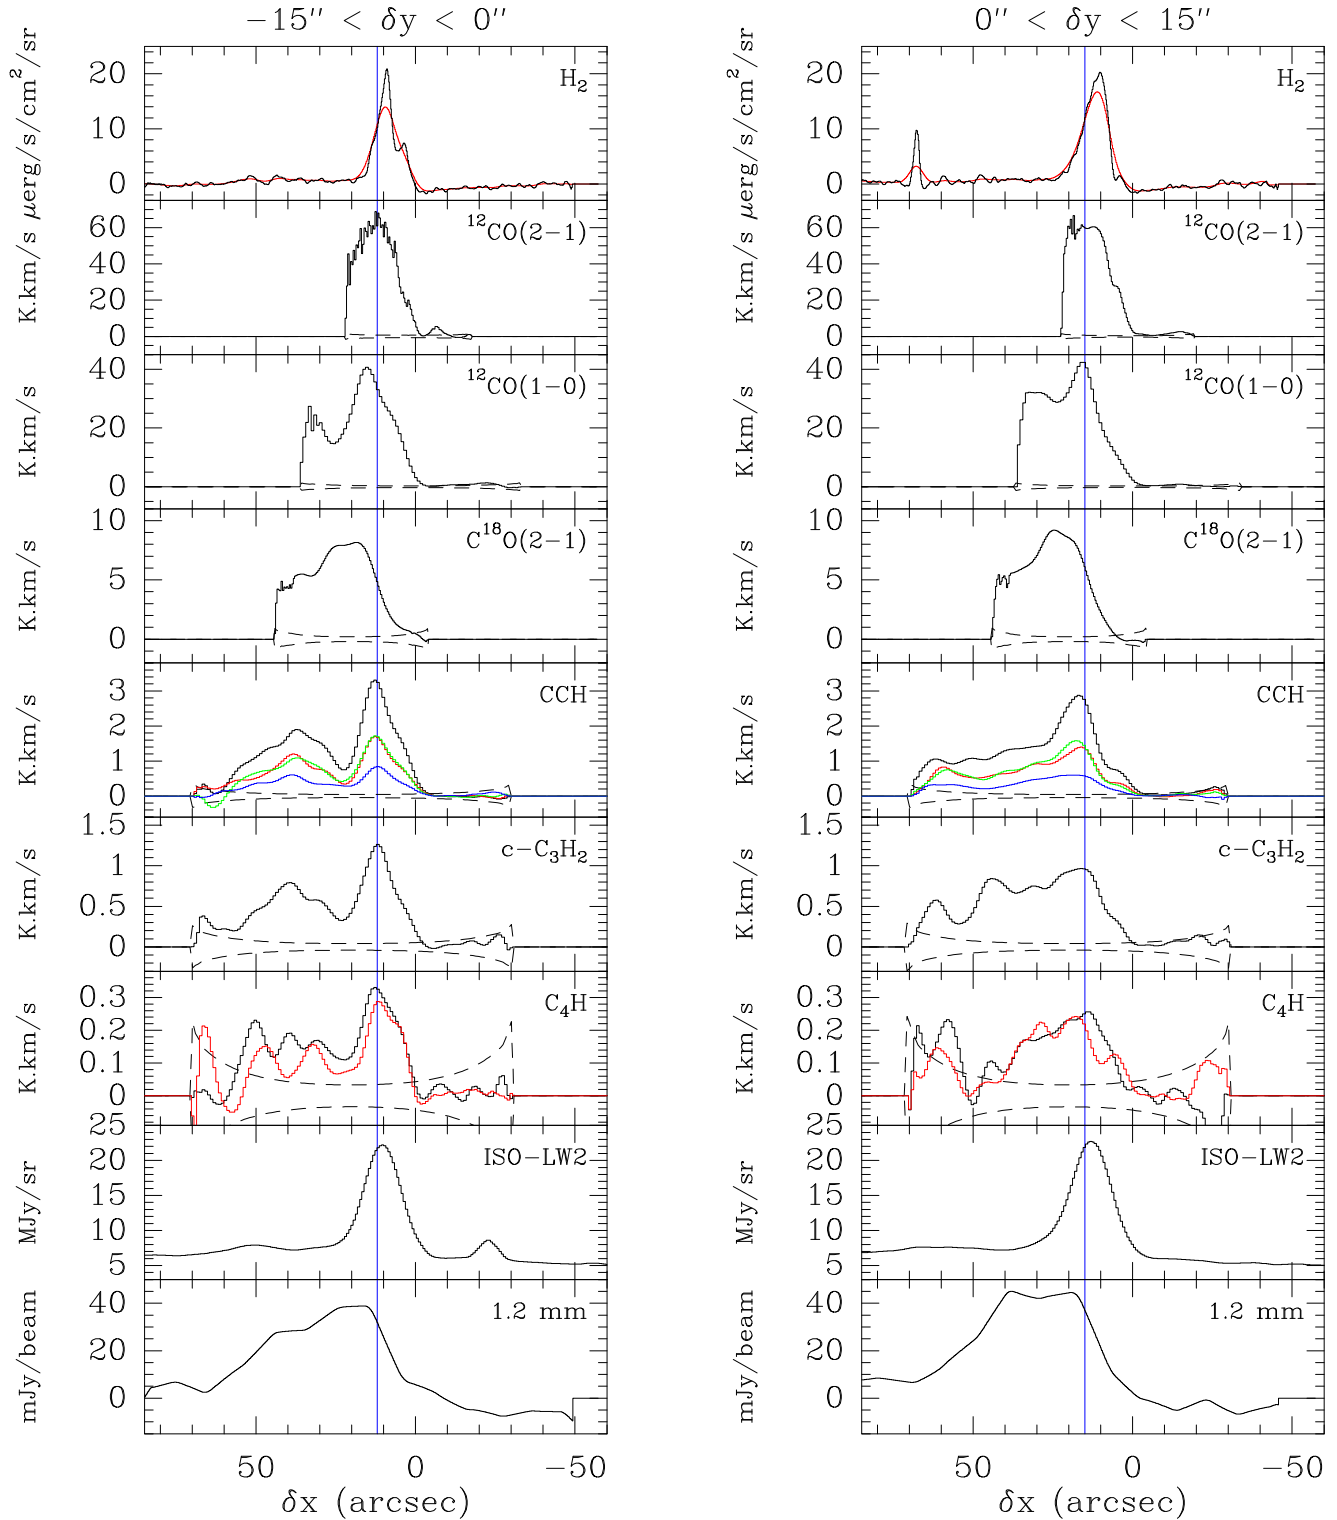 −15″ < δy < 0″
0″ < δy < 15″
μerg/s/cm²/sr
20
10
0
H₂
K.km/s
60
40
20
0
¹²CO(2−1)
K.km/s
40
20
0
¹²CO(1−0)
K.km/s
10
5
0
C¹⁸O(2−1)
K.km/s
3
2
1
0
CCH
K.km/s
1.5
1
0.5
0
c−C₃H₂
K.km/s
0.3
0.2
0.1
0
C₄H
MJy/sr
25
20
15
10
5
ISO−LW2
mJy/beam
40
20
0
1.2 mm
50
0
−50
δx (arcsec)
μerg/s/cm²/sr
20
10
0
H₂
K.km/s
60
40
20
0
¹²CO(2−1)
K.km/s
40
20
0
¹²CO(1−0)
K.km/s
10
5
0
C¹⁸O(2−1)
K.km/s
3
2
1
0
CCH
K.km/s
1.5
1
0.5
0
c−C₃H₂
K.km/s
0.3
0.2
0.1
0
C₄H
MJy/sr
25
20
15
10
5
ISO−LW2
mJy/beam
40
20
0
1.2 mm
50
0
−50
δx (arcsec)